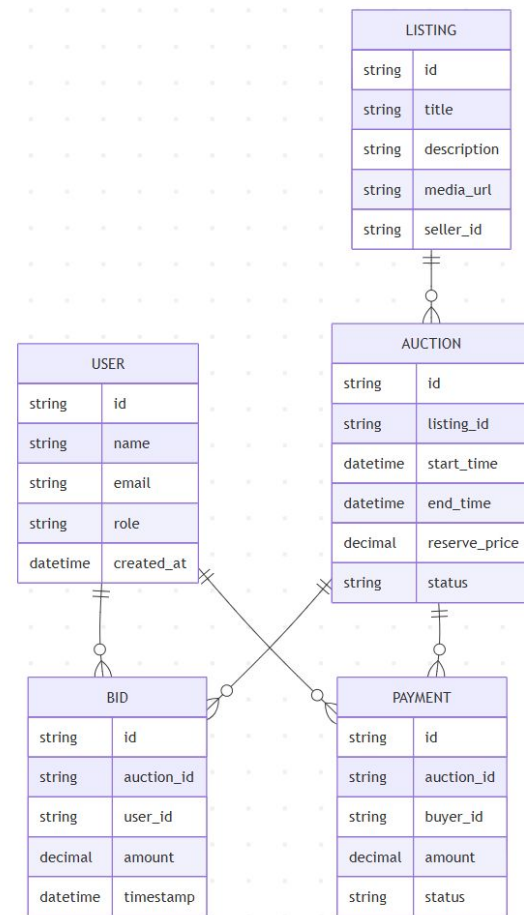 LISTING
string id
string title
string description
string media_url
string seller_id
AUCTION
string id
string listing_id
datetime start_time
datetime end_time
decimal reserve_price
string status
USER
string id
string name
string email
string role
datetime created_at
BID
string id
string auction_id
string user_id
decimal amount
datetime timestamp
PAYMENT
string id
string auction_id
string buyer_id
decimal amount
string status